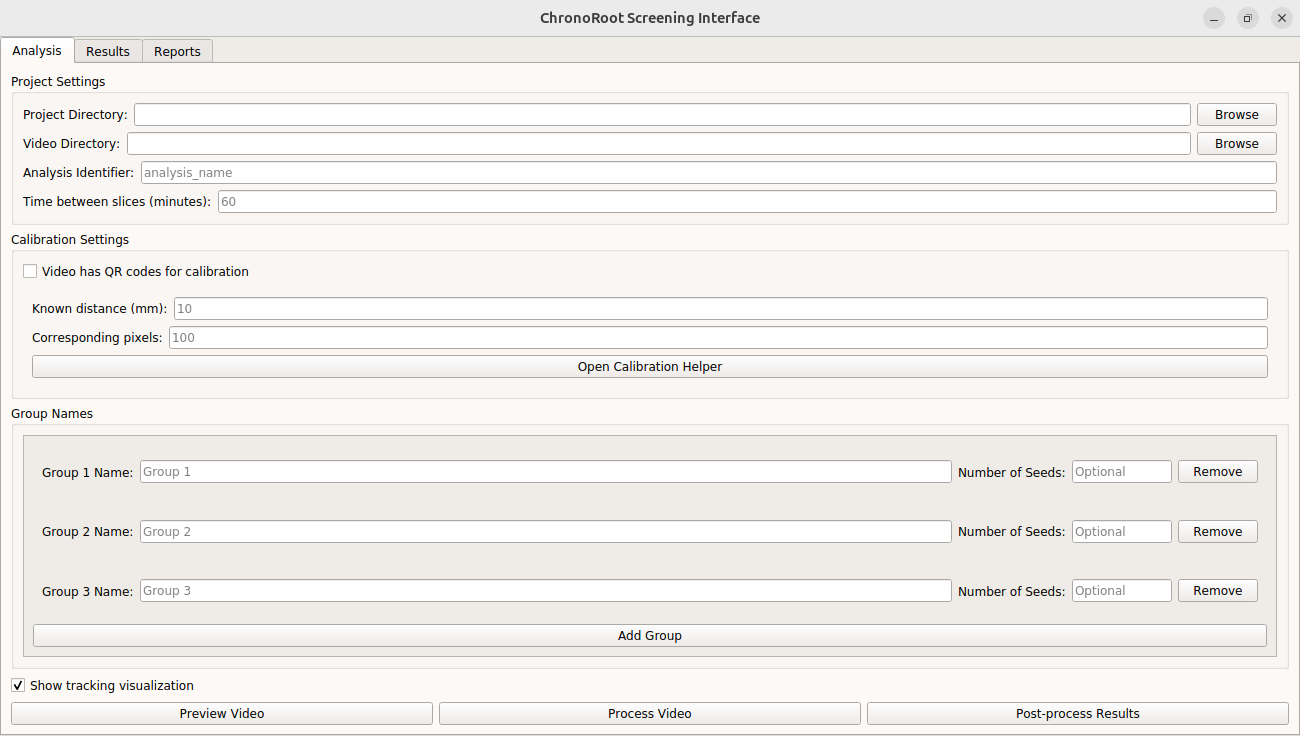 ChronoRoot Screening Interface
Analysis Results Reports
Project Settings
Project Directory: Browse
Video Directory: Browse
Analysis Identifier: analysis_name
Time between slices (minutes): 60
Calibration Settings
Video has QR codes for calibration
Known distance (mm): 10
Corresponding pixels: 100
Open Calibration Helper
Group Names
Group 1 Name: Group 1 Number of Seeds: Optional Remove
Group 2 Name: Group 2 Number of Seeds: Optional Remove
Group 3 Name: Group 3 Number of Seeds: Optional Remove
Add Group
Show tracking visualization
Preview Video Process Video Post-process Results